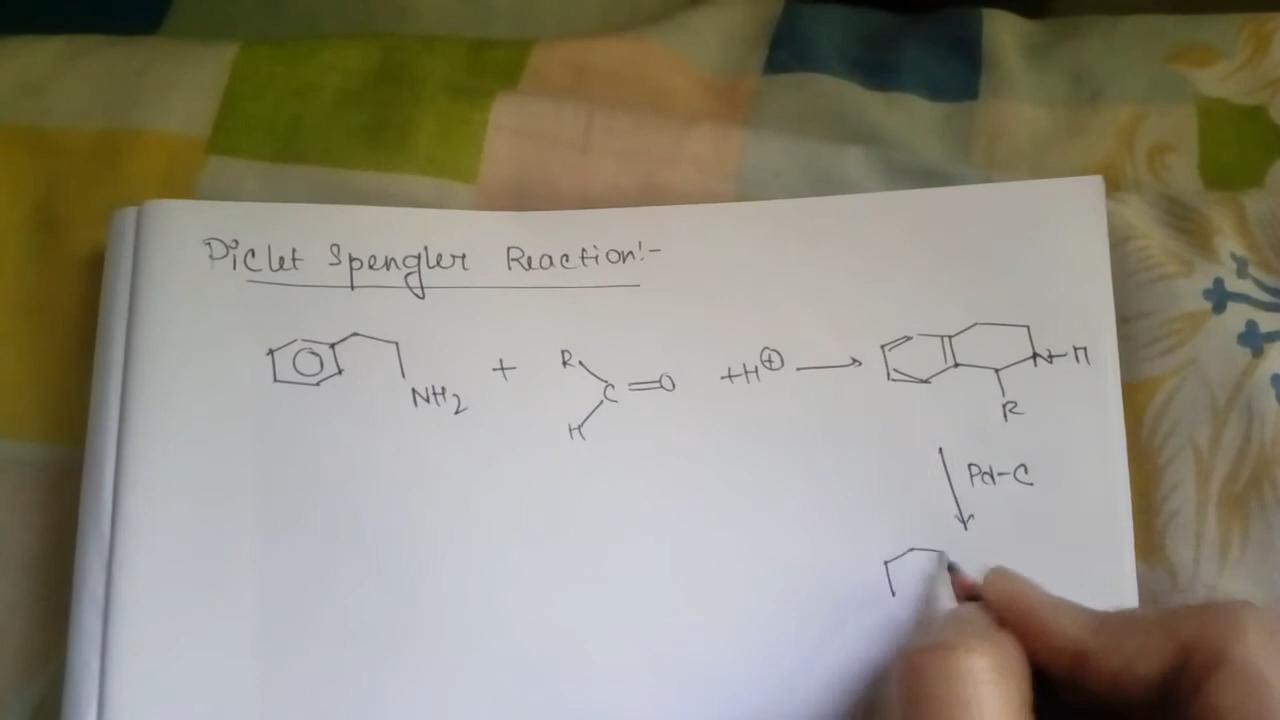 Piclet Spengler Reaction:-
NH2 + R H C=O +H⊕ → N-H R
Pd-C